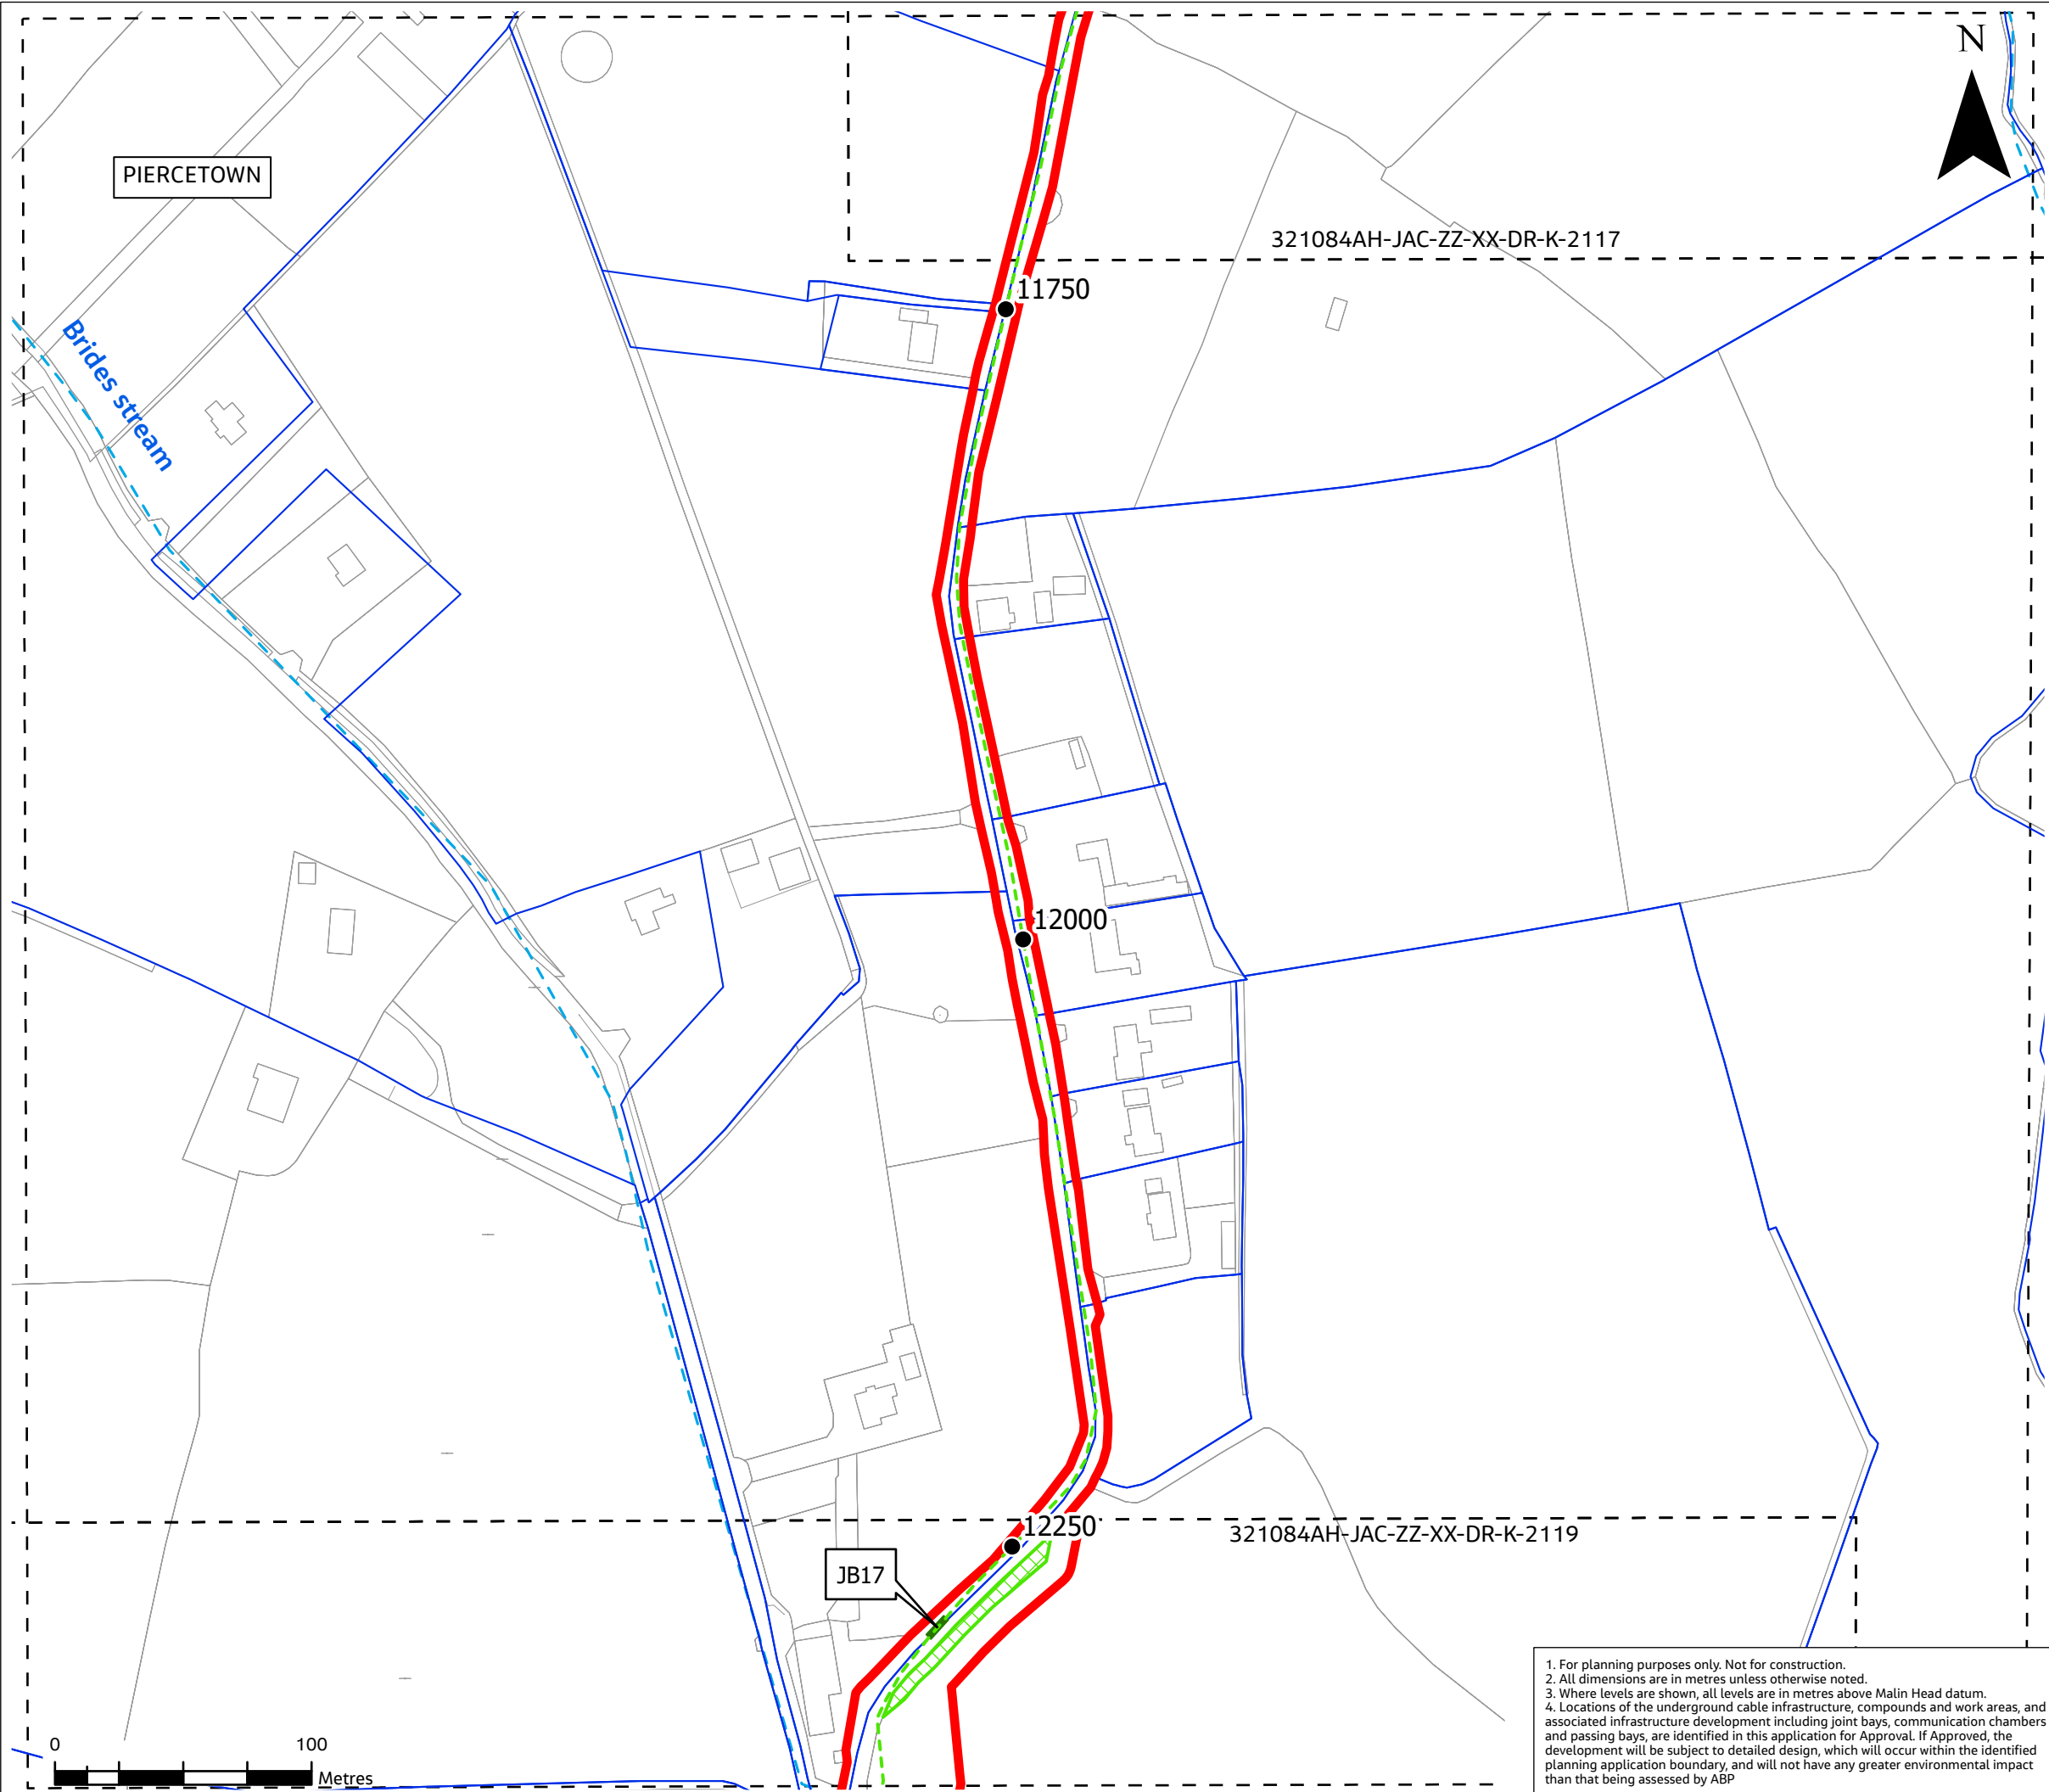 N
PIERCETOWN
321084AH-JAC-ZZ-XX-DR-K-2117
11750
Brides stream
12000
12250
321084AH-JAC-ZZ-XX-DR-K-2119
JB17
0 100
Metres
1. For planning purposes only. Not for construction.
2. All dimensions are in metres unless otherwise noted.
3. Where levels are shown, all levels are in metres above Malin Head datum.
4. Locations of the underground cable infrastructure, compounds and work areas, and
associated infrastructure development including joint bays, communication chambers
and passing bays, are identified in this application for Approval. If Approved, the
development will be subject to detailed design, which will occur within the identified
planning application boundary, and will not have any greater environmental impact
than that being assessed by ABP